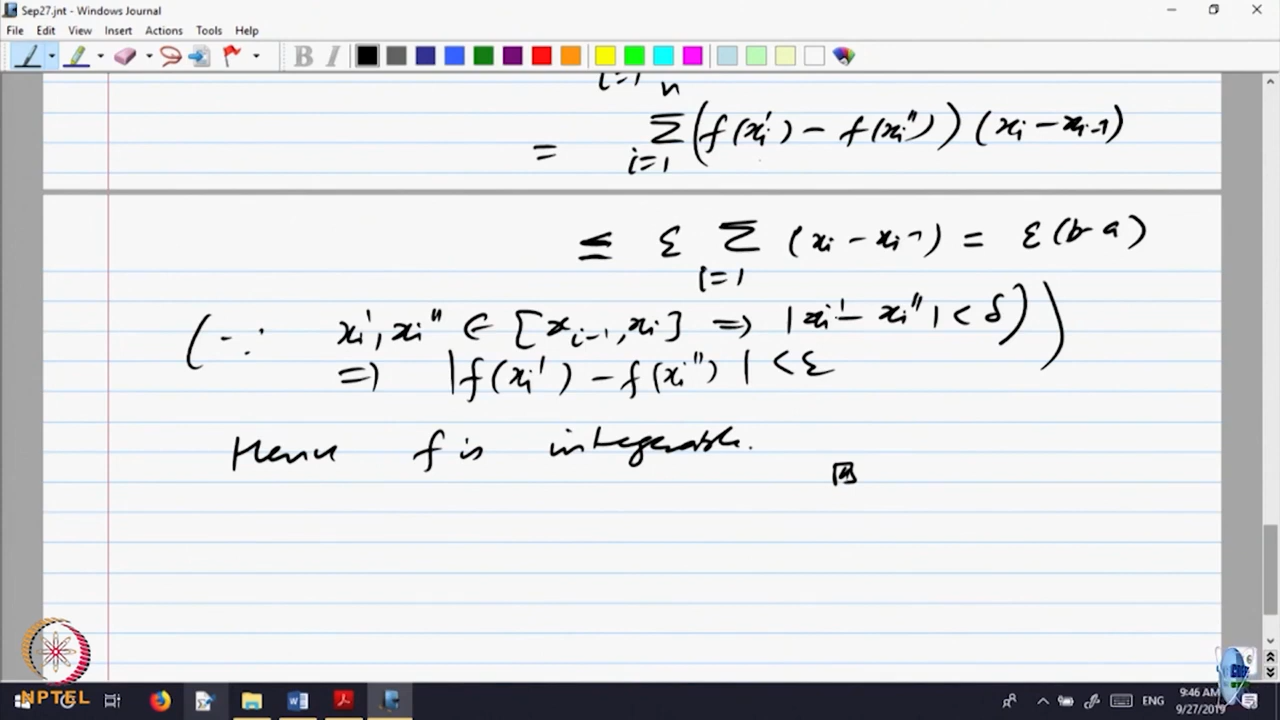 Sep27.jnt - Windows Journal
File Edit View Insert Actions Tools Help
B I
i=1 n
= Σ i=1 (f(xi') - f(xi'')) (xi - xi-1)
≤ ε Σ i=1 (xi - xi-1) = ε(b-a)
(∵ xi', xi'' ∈ [xi-1, xi] ⇒ |xi' - xi''| < δ))
⇒ |f(xi') - f(xi'')| < ε
Hence f is integrable.
NPTEL
ENG
9:46 AM
9/27/2019